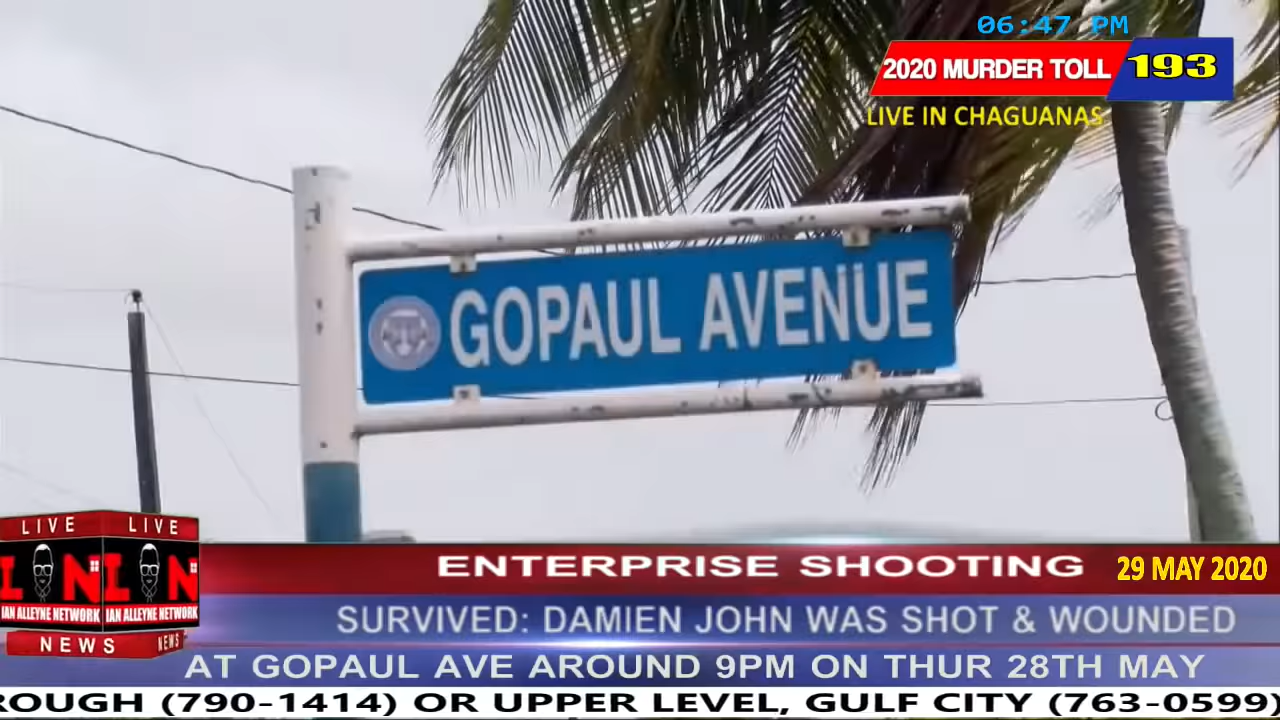 06:47 PM
2020 MURDER TOLL 193
LIVE IN CHAGUANAS
GOPAUL AVENUE
LIVE LIVE
IAN ALLEYNE NETWORK IAN ALLEYNE NETWORK
NEWS NEWS
ENTERPRISE SHOOTING 29 MAY 2020
SURVIVED: DAMIEN JOHN WAS SHOT & WOUNDED
AT GOPAUL AVE AROUND 9PM ON THUR 28TH MAY
ROUGH (790-1414) OR UPPER LEVEL, GULF CITY (763-0599)